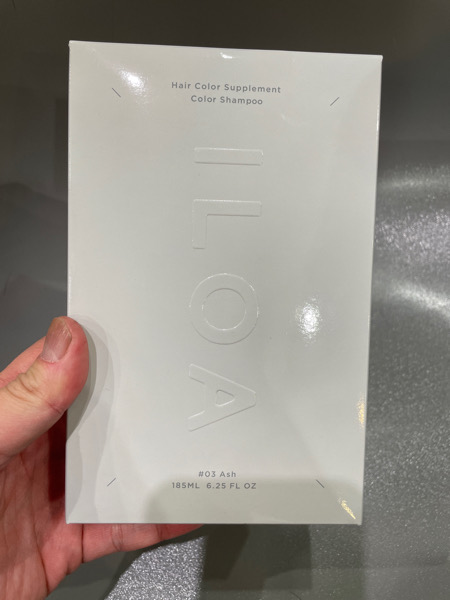 Hair Color Supplement
Color Shampoo
ILOA
#03 Ash
185ML 6.25 FL OZ